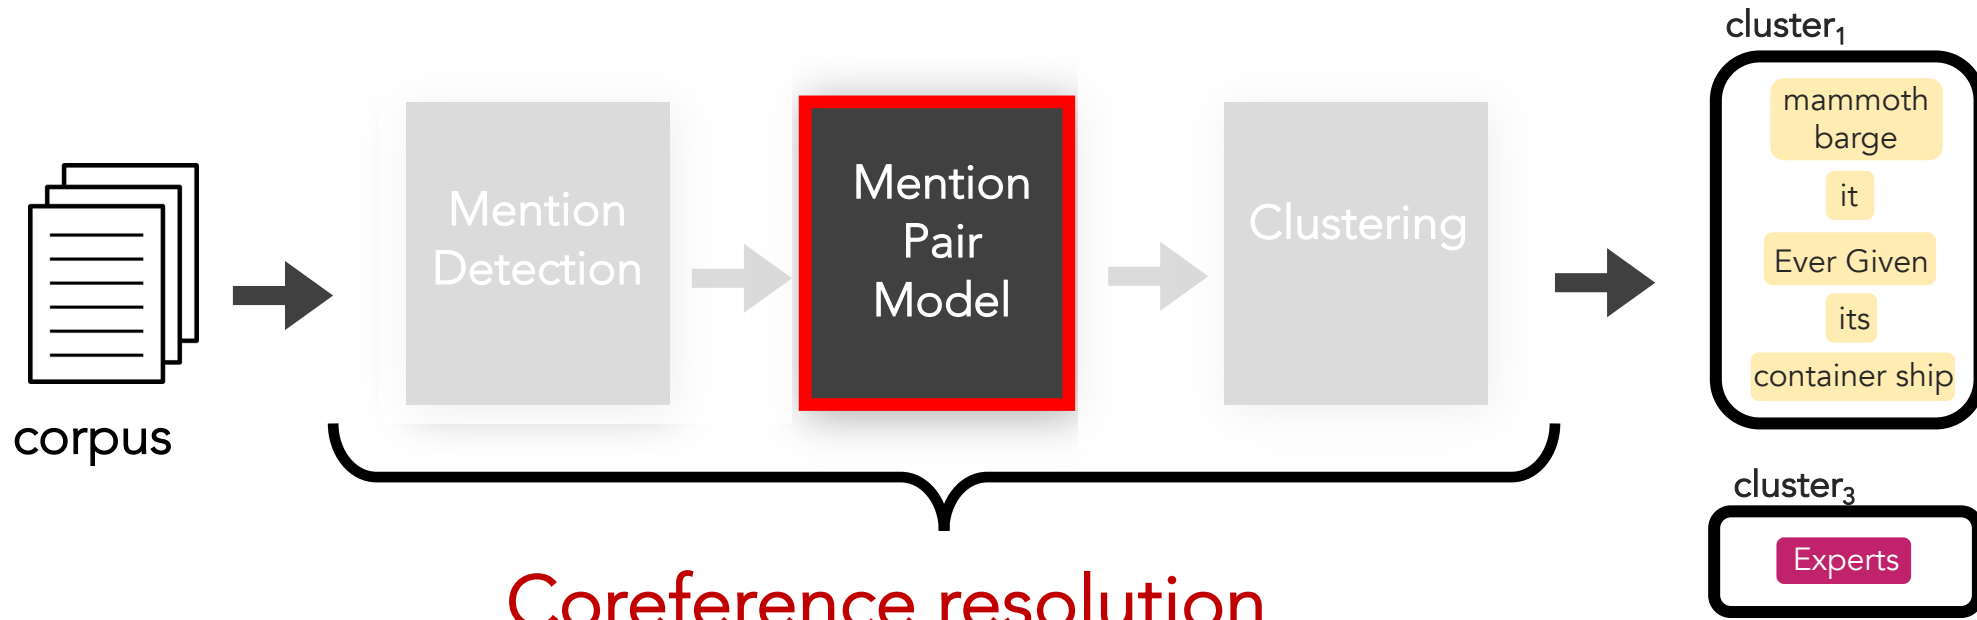 corpus
Mention
Detection
Mention
Pair
Model
Clustering
Coreference resolution
cluster₁
mammoth
barge
it
Ever Given
its
container ship
cluster₃
Experts